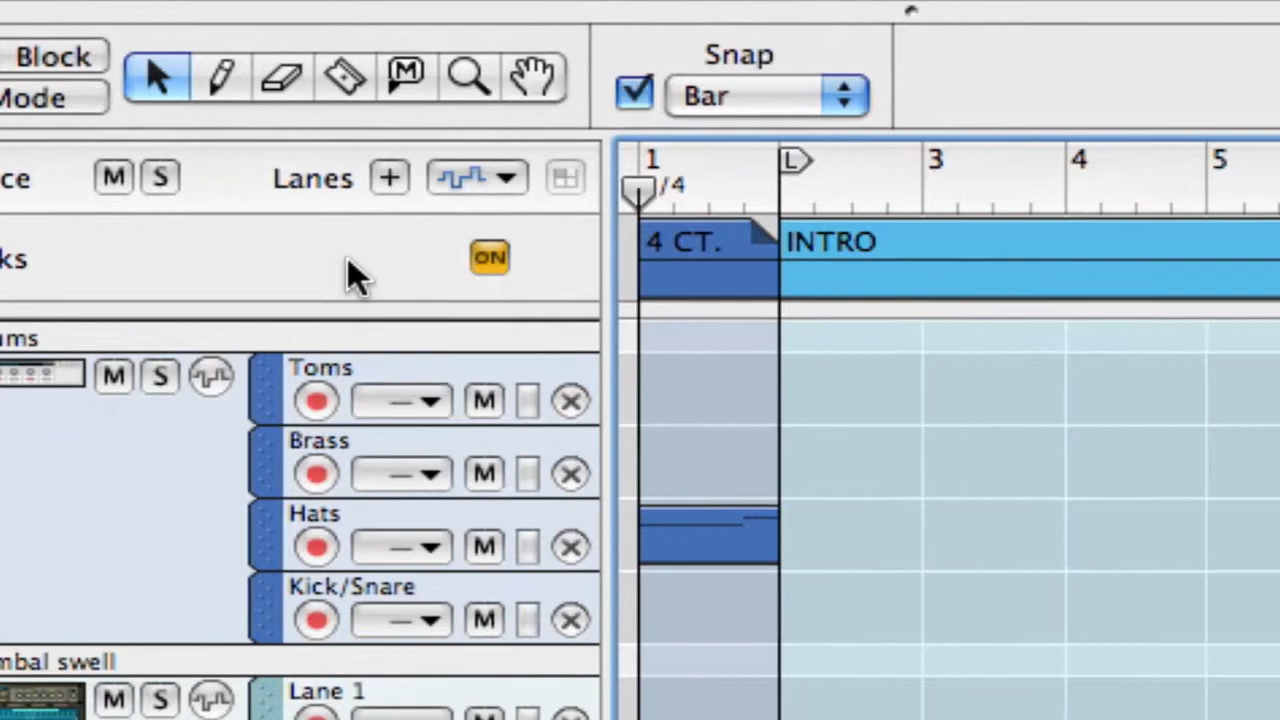 Block
Mode
M
Snap
Bar
ce
M S
Lanes +
1 L 3 4 5
/4
ks
ON
4 CT. INTRO
ums
M S
Toms
M
Brass
M
Hats
M
Kick/Snare
M
mbal swell
M S
Lane 1